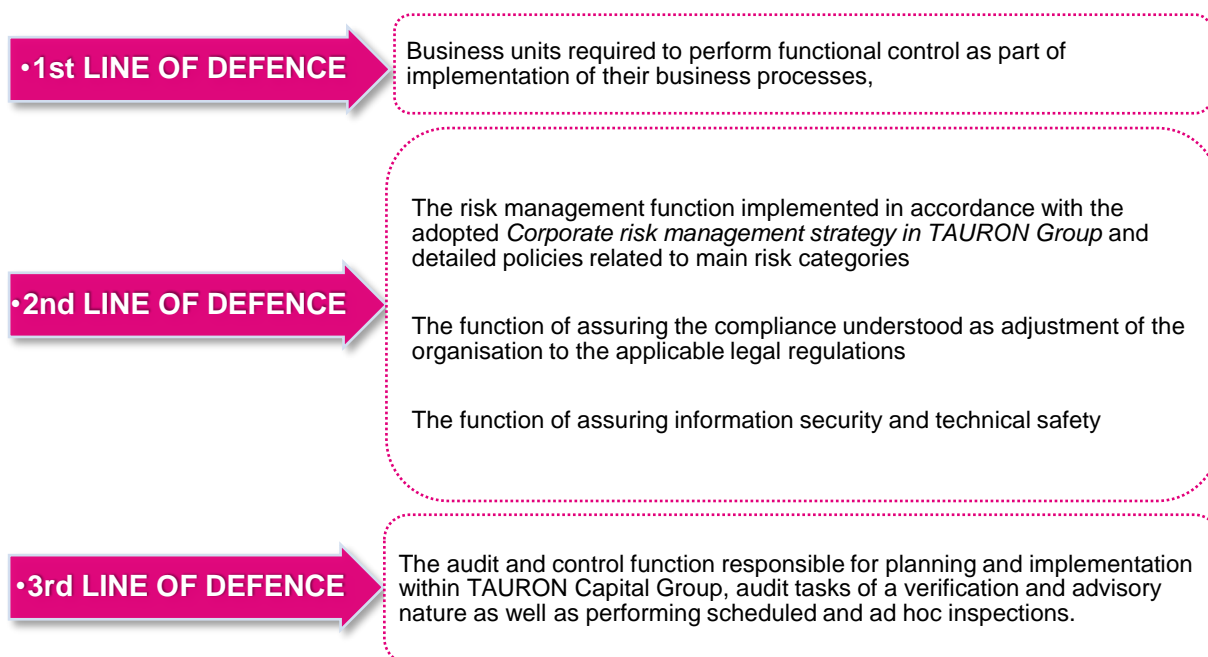 •1st LINE OF DEFENCE
Business units required to perform functional control as part of
implementation of their business processes,
•2nd LINE OF DEFENCE
The risk management function implemented in accordance with the
adopted Corporate risk management strategy in TAURON Group and
detailed policies related to main risk categories
The function of assuring the compliance understood as adjustment of the
organisation to the applicable legal regulations
The function of assuring information security and technical safety
•3rd LINE OF DEFENCE
The audit and control function responsible for planning and implementation
within TAURON Capital Group, audit tasks of a verification and advisory
nature as well as performing scheduled and ad hoc inspections.